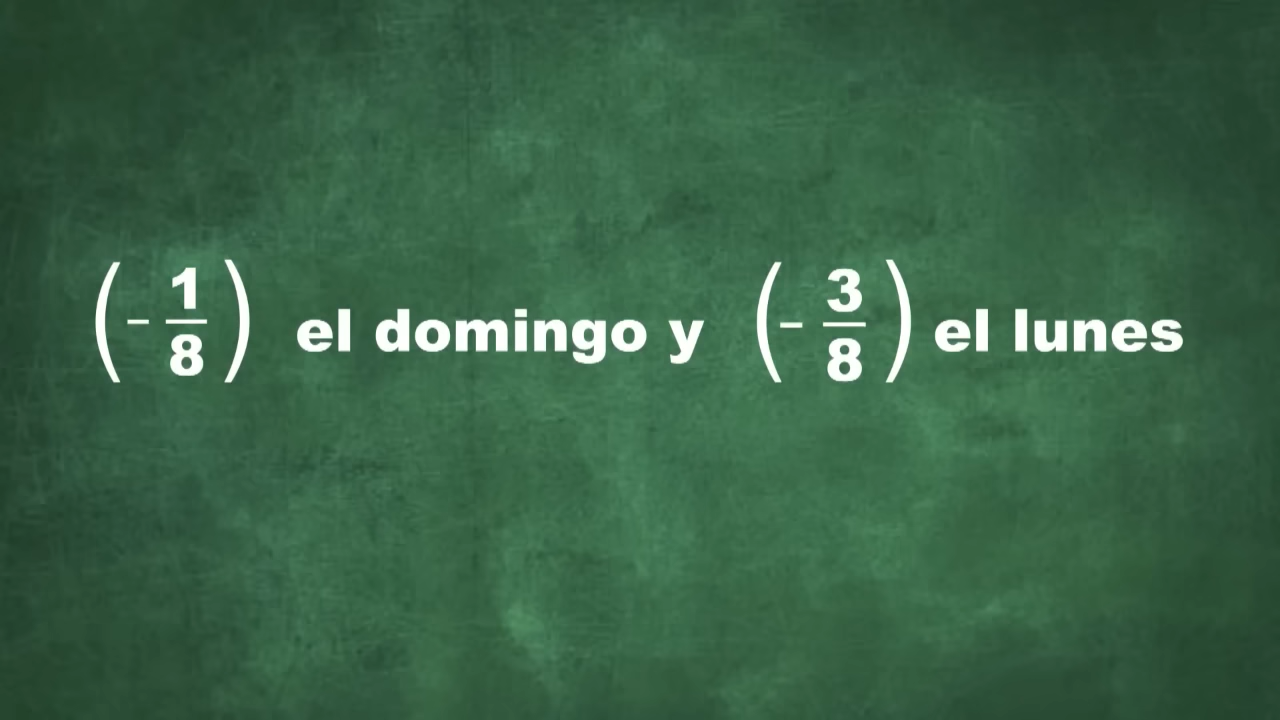 (- 1/8) el domingo y (- 3/8) el lunes